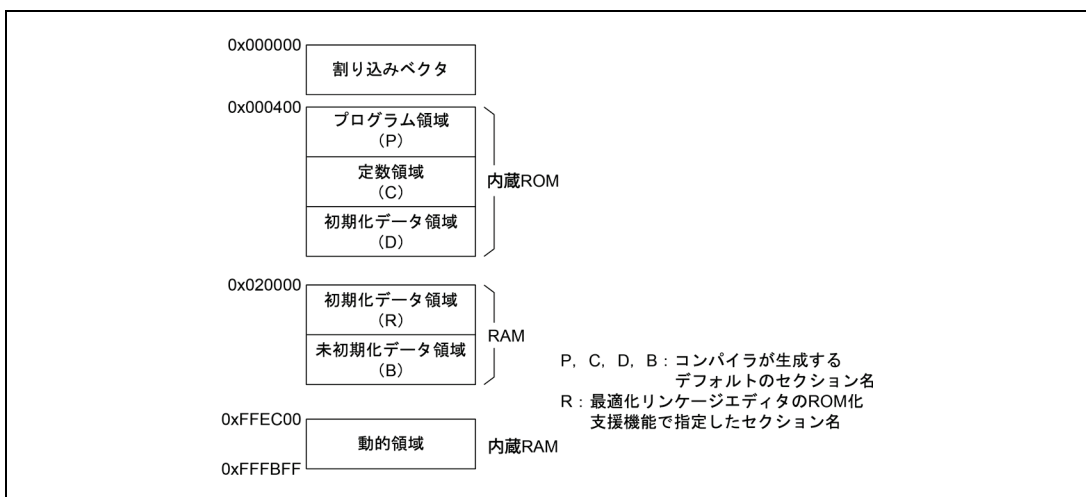 0x000000
割り込みベクタ
0x000400
プログラム領域
（P）
定数領域
（C）
内蔵ROM
初期化データ領域
（D）
0x020000
初期化データ領域
（R）
RAM
未初期化データ領域
（B）
P，C，D，B：コンパイラが生成する
デフォルトのセクション名
R：最適化リンケージエディタのROM化
支援機能で指定したセクション名
0xFFEC00
動的領域
内蔵RAM
0xFFFBFF